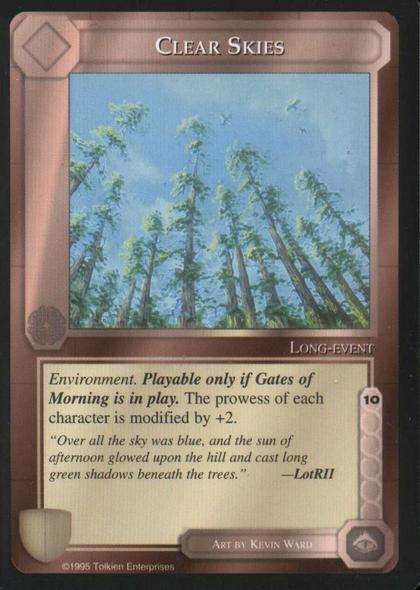 CLEAR SKIES
LONG-EVENT
Environment. Playable only if Gates of
Morning is in play. The prowess of each
character is modified by +2.
"Over all the sky was blue, and the sun of
afternoon glowed upon the hill and cast long
green shadows beneath the trees." —LotRII
10
ART BY KEVIN WARD
©1995 Tolkien Enterprises